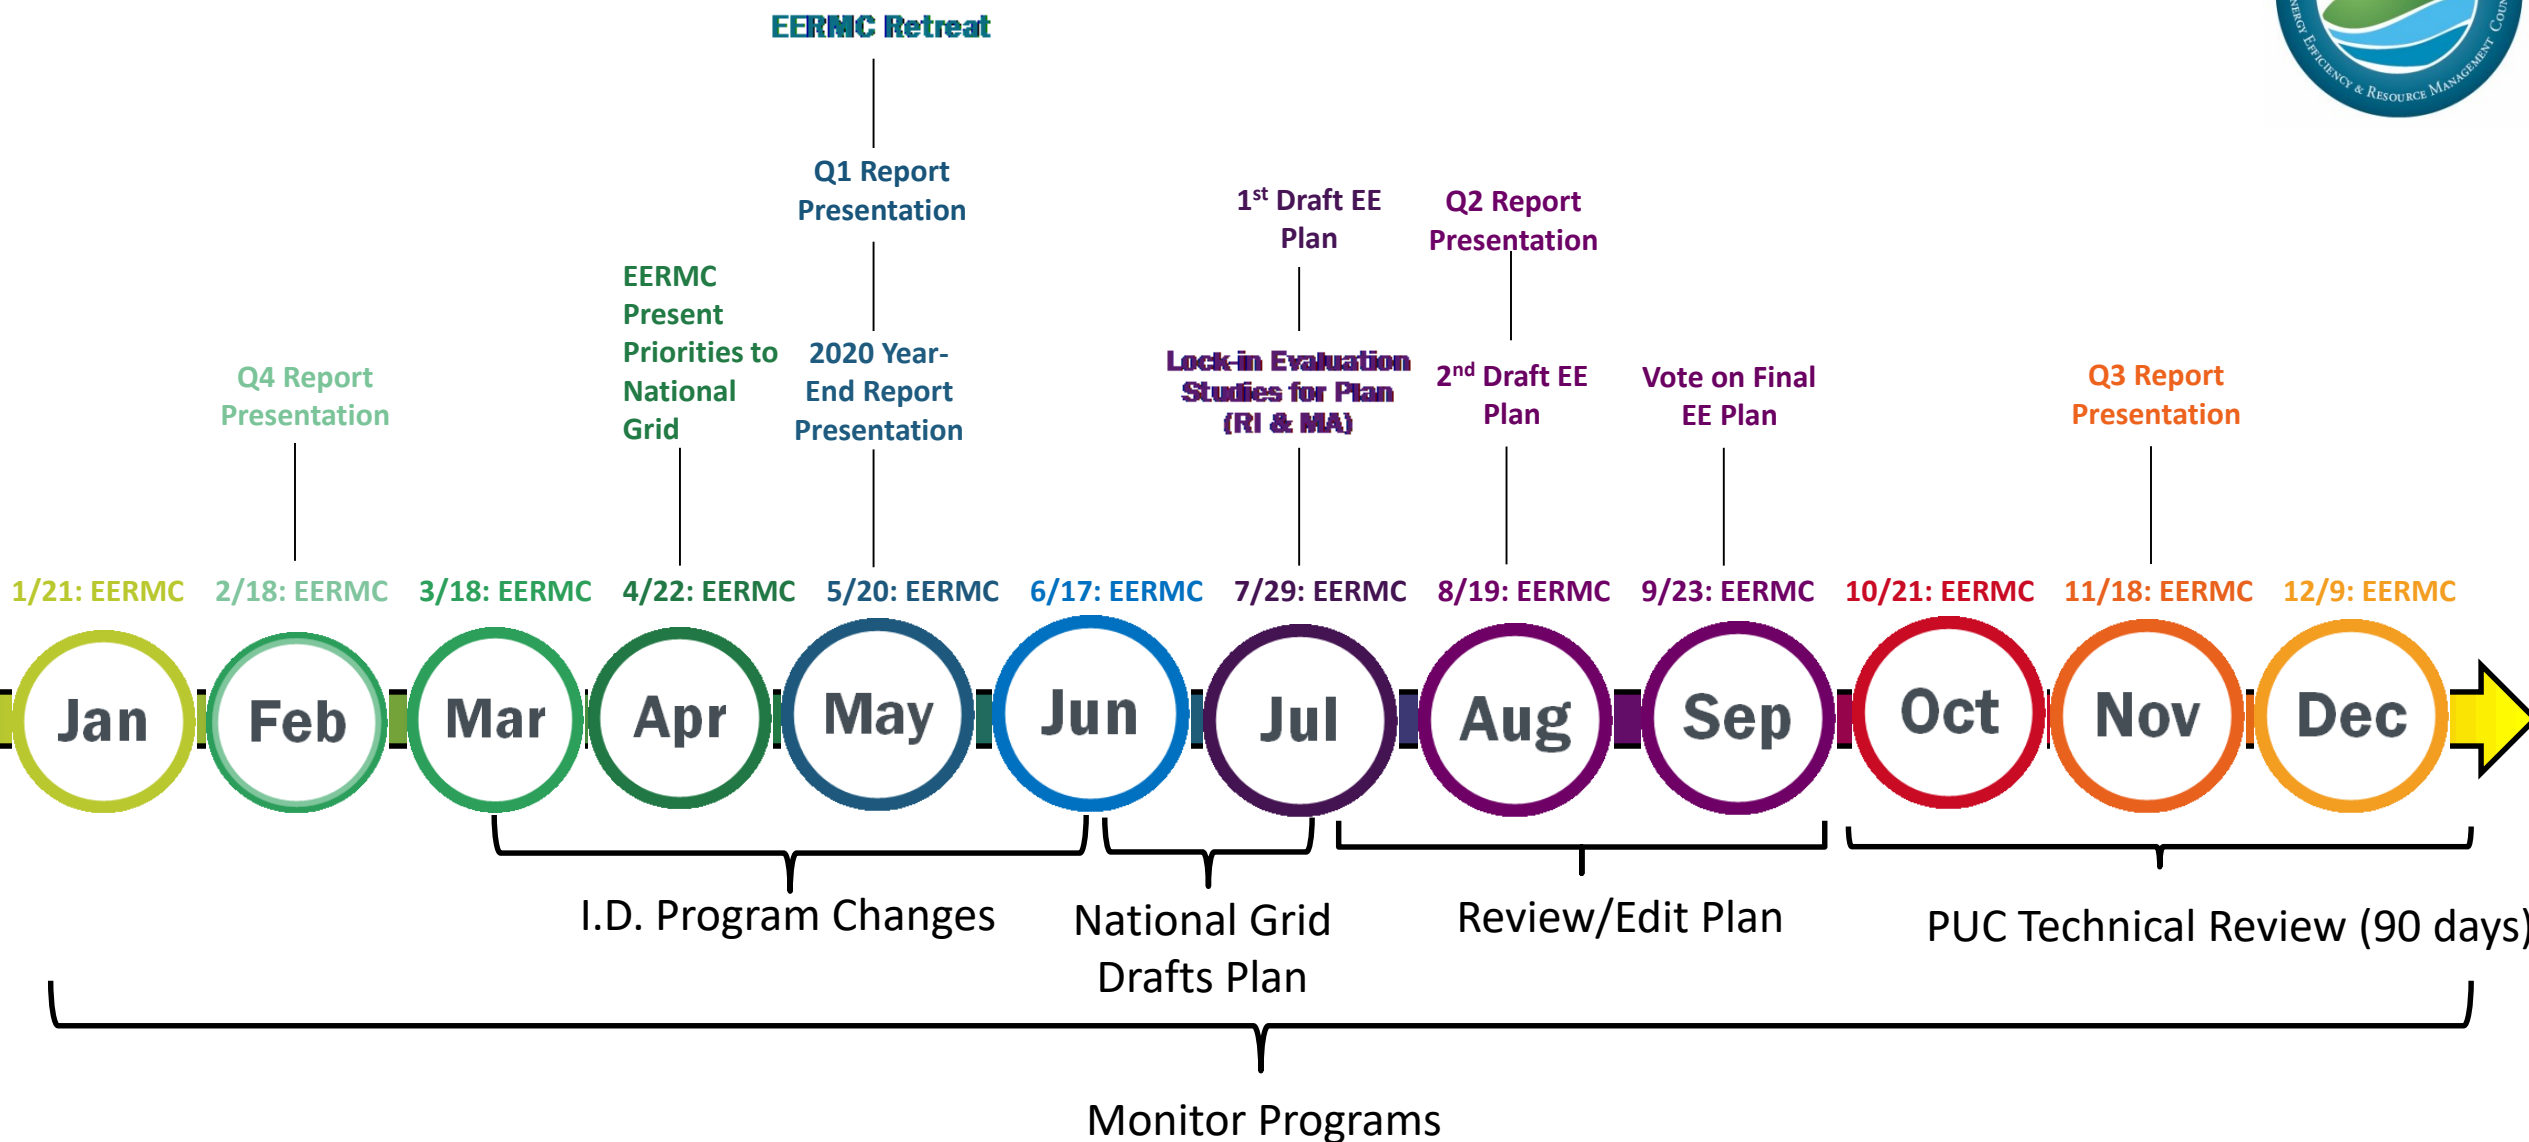 EERMC Retreat
ENERGY EFFICIENCY & RESOURCE MANAGEMENT
Q1 Report
Presentation
1st Draft EE
Plan
Q2 Report
Presentation
EERMC
Present
Priorities to
National
Grid
2020 Year-
End Report
Presentation
Lock-in Evaluation
Studies for Plan
(RI & MA)
2nd Draft EE
Plan
Vote on Final
EE Plan
Q4 Report
Presentation
Q3 Report
Presentation
1/21: EERMC
2/18: EERMC
3/18: EERMC
4/22: EERMC
5/20: EERMC
6/17: EERMC
7/29: EERMC
8/19: EERMC
9/23: EERMC
10/21: EERMC
11/18: EERMC
12/9: EERMC
Jan
Feb
Mar
Apr
May
Jun
Jul
Aug
Sep
Oct
Nov
Dec
I.D. Program Changes
National Grid
Drafts Plan
Review/Edit Plan
PUC Technical Review (90 days)
Monitor Programs